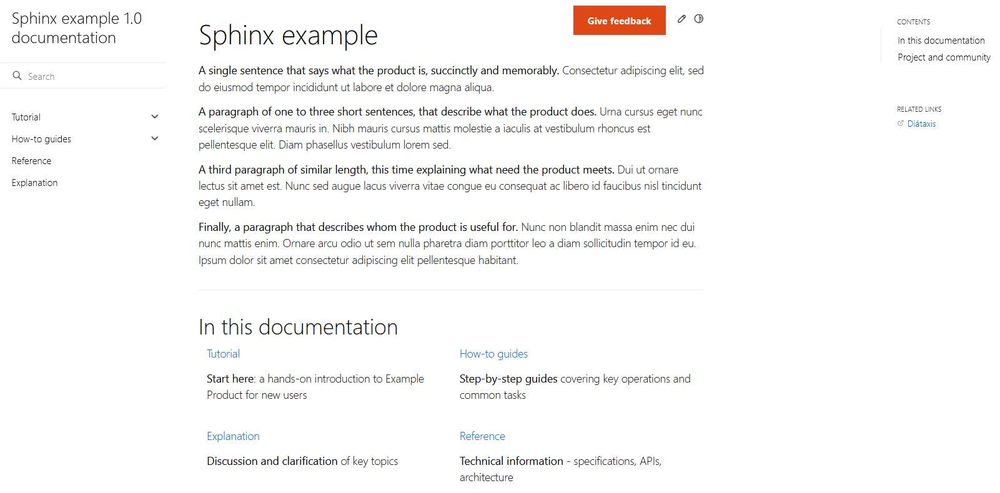 Sphinx example 1.0
documentation
Search
Tutorial
How-to guides
Reference
Explanation
Give feedback
Sphinx example
A single sentence that says what the product is, succinctly and memorably. Consectetur adipiscing elit, sed
do eiusmod tempor incididunt ut labore et dolore magna aliqua.
A paragraph of one to three short sentences, that describe what the product does. Urna cursus eget nunc
scelerisque viverra mauris in. Nibh mauris cursus mattis molestie a iaculis at vestibulum rhoncus est
pellentesque elit. Diam phasellus vestibulum lorem sed.
A third paragraph of similar length, this time explaining what need the product meets. Dui ut ornare
lectus sit amet est. Nunc sed augue lacus viverra vitae congue eu consequat ac libero id faucibus nisl tincidunt
eget nullam.
Finally, a paragraph that describes whom the product is useful for. Nunc non blandit massa enim nec dui
nunc mattis enim. Ornare arcu odio ut sem nulla pharetra diam porttitor leo a diam sollicitudin tempor id eu.
Ipsum dolor sit amet consectetur adipiscing elit pellentesque habitant.
In this documentation
Tutorial
Start here: a hands-on introduction to Example
Product for new users
How-to guides
Step-by-step guides covering key operations and
common tasks
Explanation
Discussion and clarification of key topics
Reference
Technical information - specifications, APIs,
architecture
CONTENTS
In this documentation
Project and community
RELATED LINKS
Diátaxis